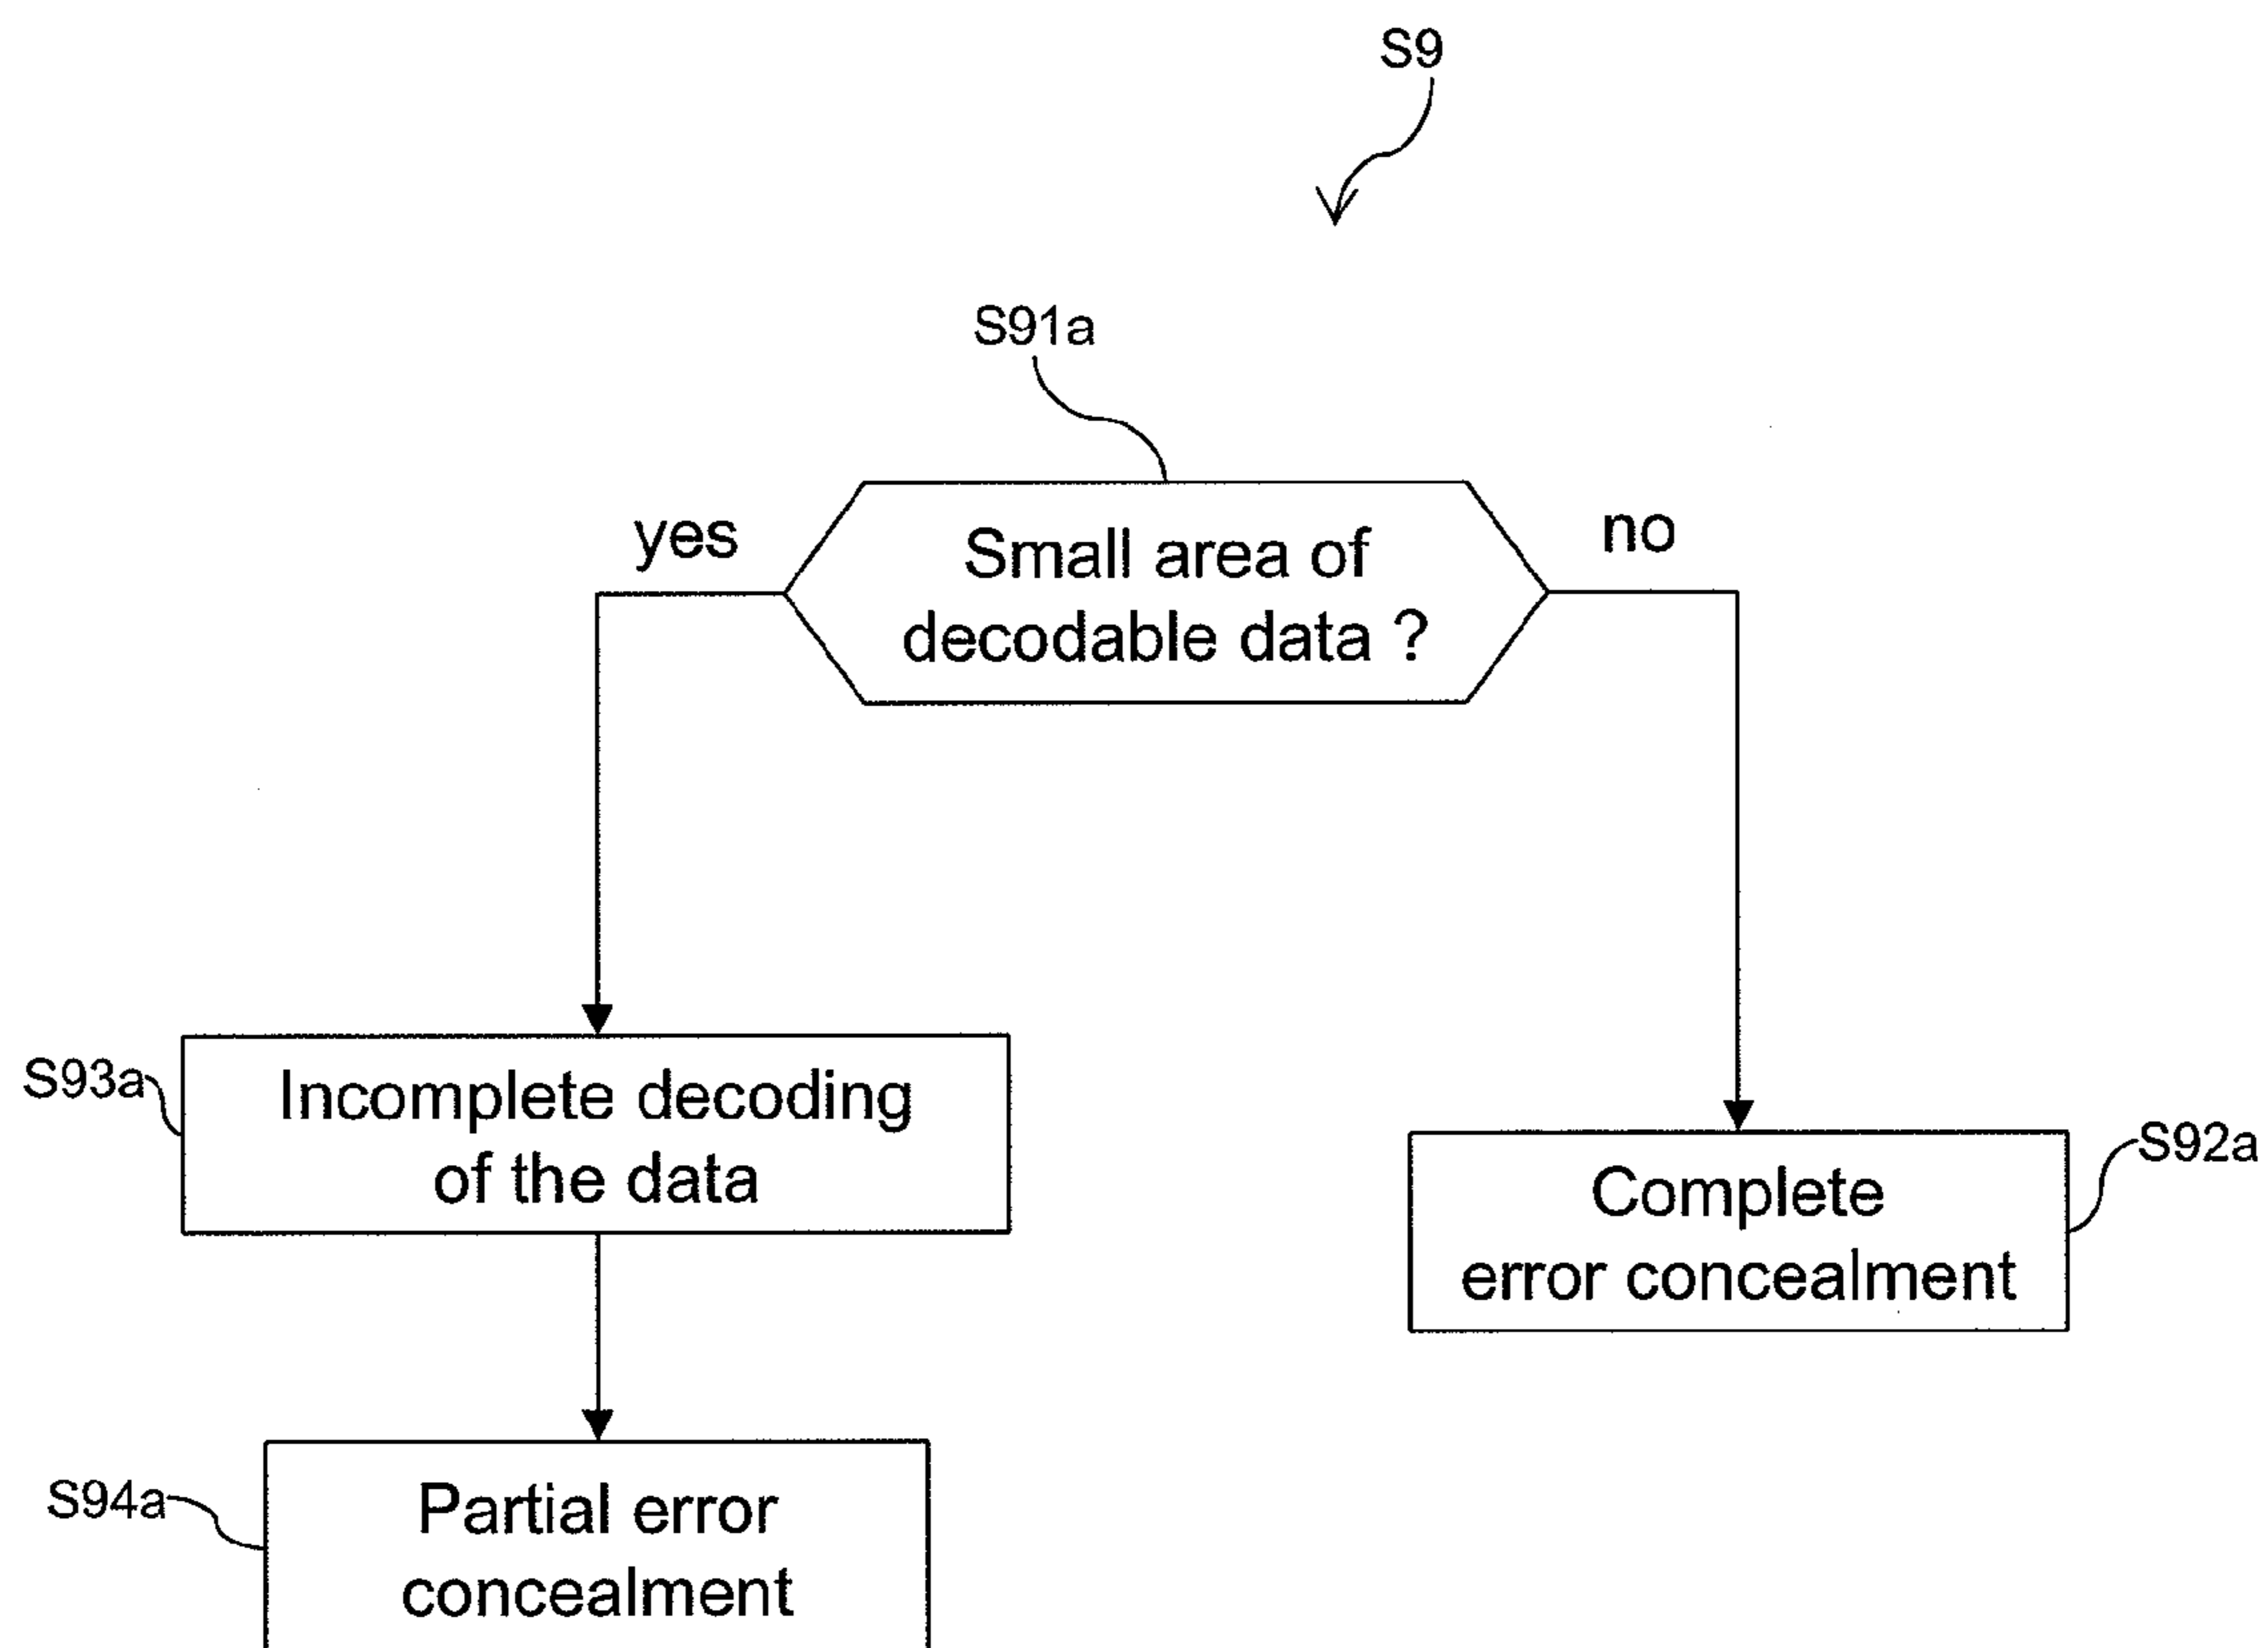 S9
S91a
yes
Small area of
no
decodable data ?
S93a
Incomplete decoding
of the data
S92a
Complete
error concealment
S94a
Partial error
concealment